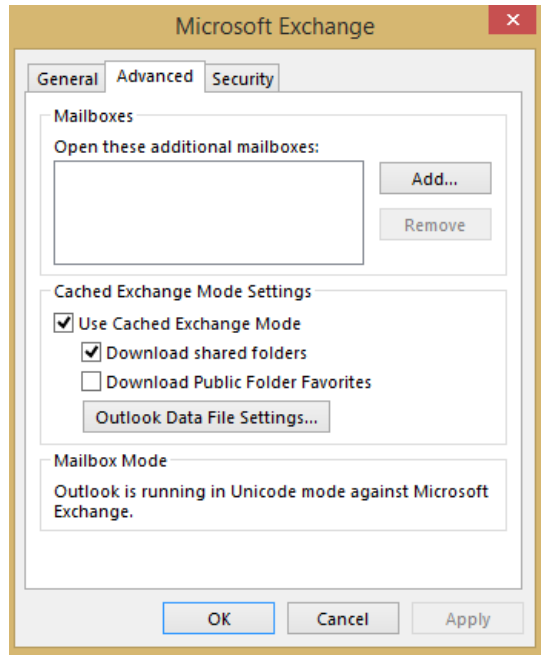 Microsoft Exchange
General Advanced Security
Mailboxes
Open these additional mailboxes:
Add...
Remove
Cached Exchange Mode Settings
Use Cached Exchange Mode
Download shared folders
Download Public Folder Favorites
Outlook Data File Settings...
Mailbox Mode
Outlook is running in Unicode mode against Microsoft
Exchange.
OK Cancel Apply